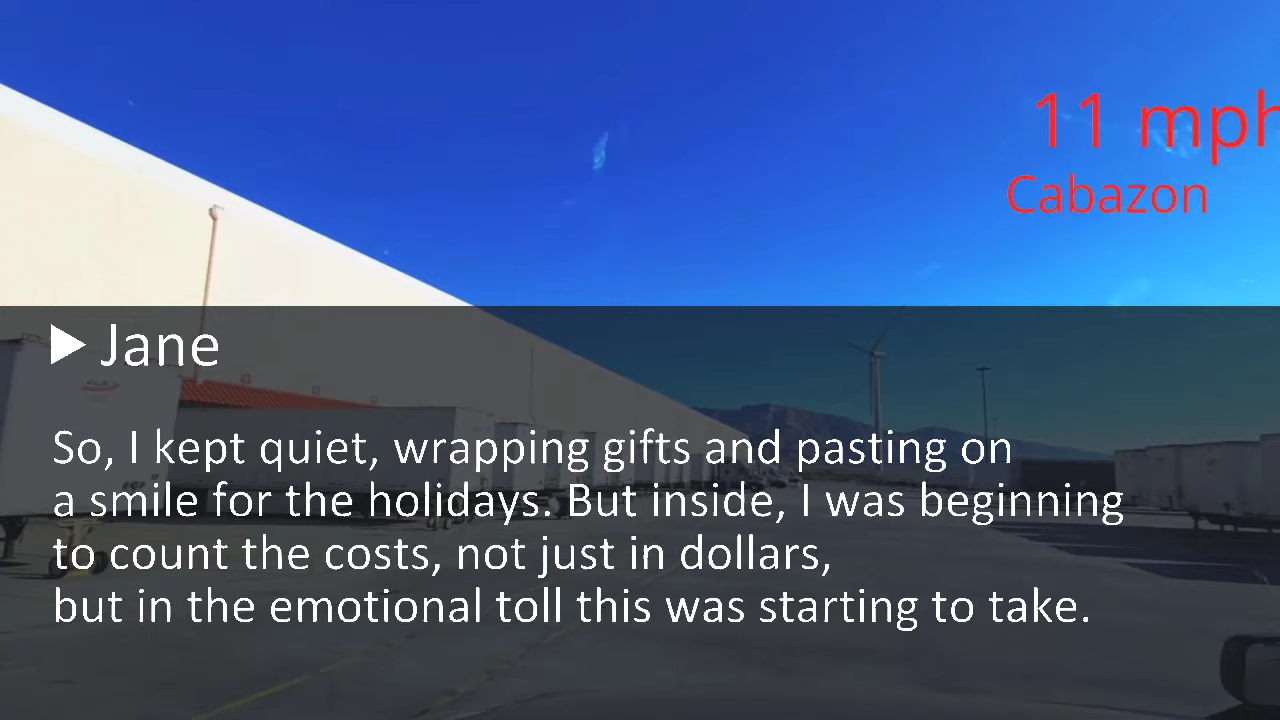 11 mph
Cabazon
Jane
So, I kept quiet, wrapping gifts and pasting on
a smile for the holidays. But inside, I was beginning
to count the costs, not just in dollars,
but in the emotional toll this was starting to take.